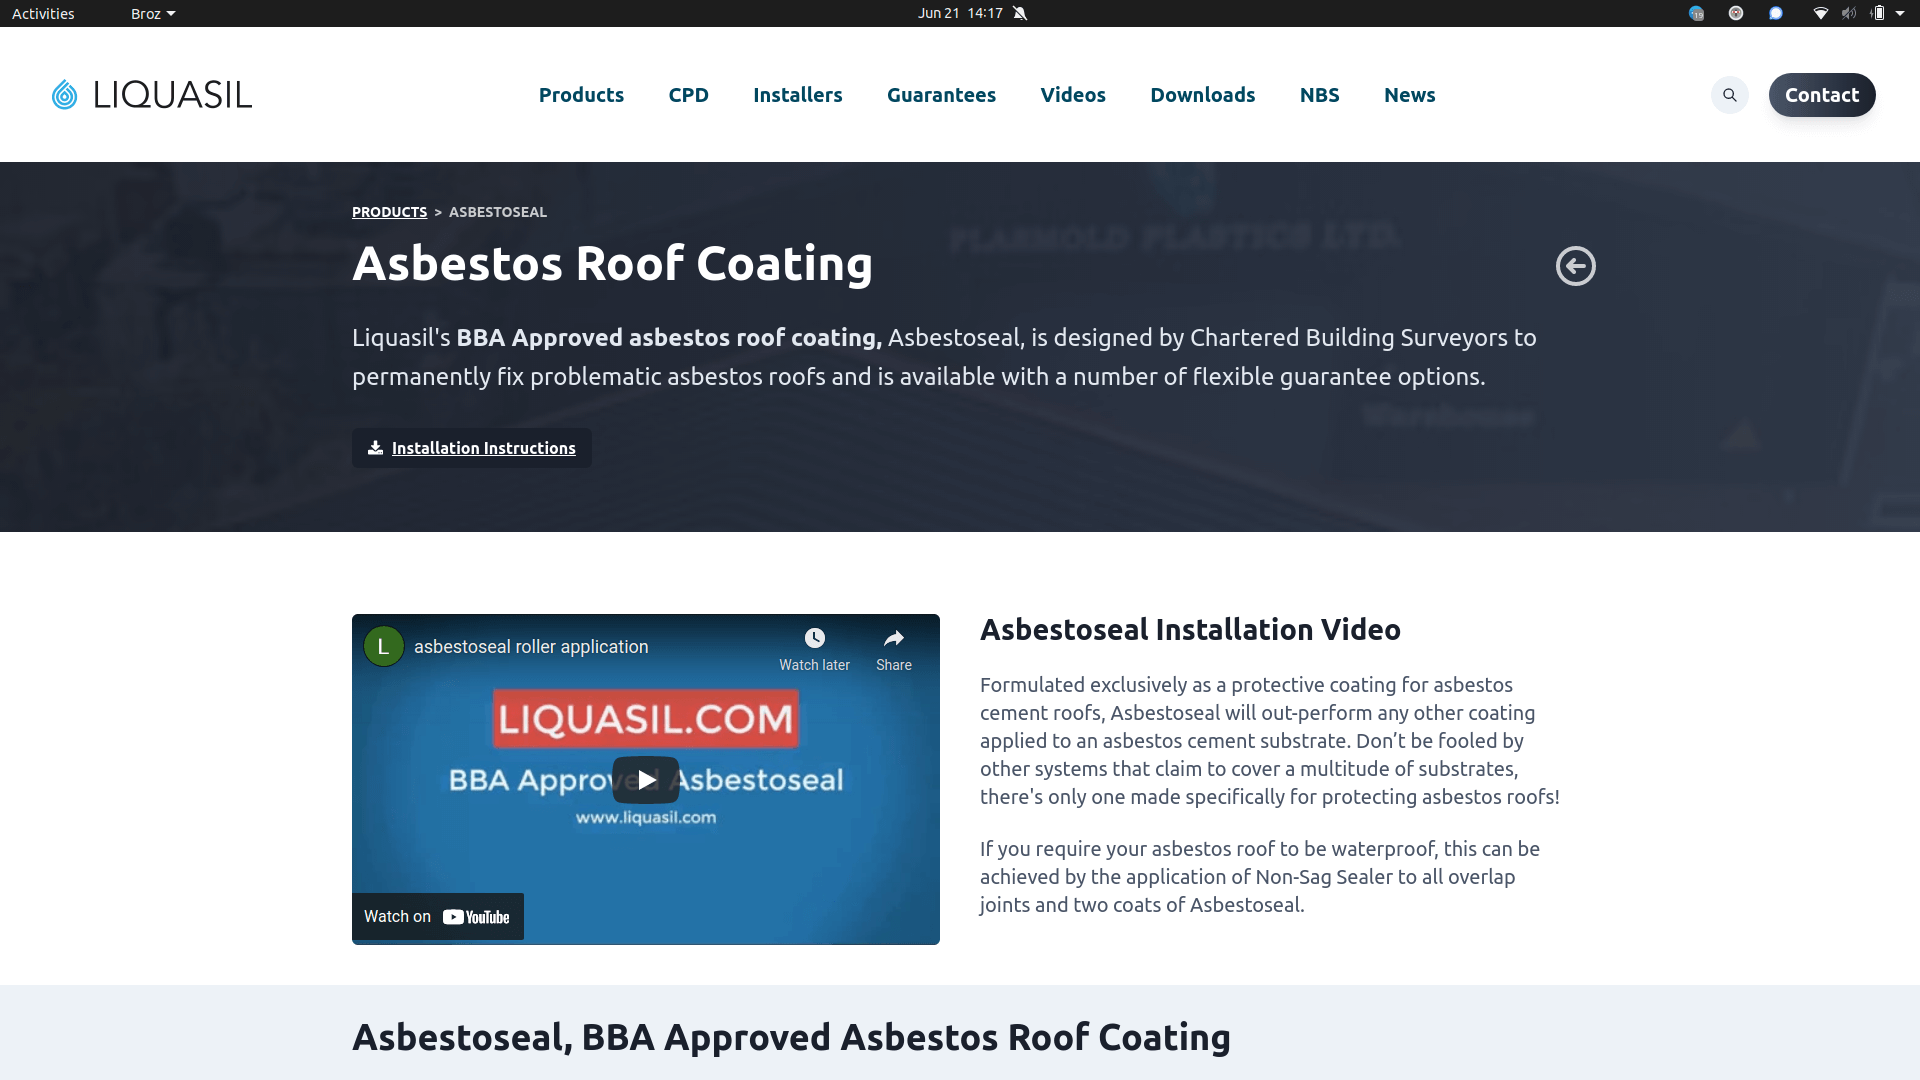 Activities
Broz
Jun 21 14:17
19
LIQUASIL
Products
CPD
Installers
Guarantees
Videos
Downloads
NBS
News
Contact
PLASMOLD PLASTICS LTD.
PRODUCTS > ASBESTOSEAL
Asbestos Roof Coating
Liquasil's BBA Approved asbestos roof coating, Asbestoseal, is designed by Chartered Building Surveyors to
permanently fix problematic asbestos roofs and is available with a number of flexible guarantee options.
Warehouse
Installation Instructions
L
asbestoseal roller application
Watch later
Share
LIQUASIL.COM
BBA Approved Asbestoseal
www.liquasil.com
Watch on YouTube
Asbestoseal Installation Video
Formulated exclusively as a protective coating for asbestos
cement roofs, Asbestoseal will out-perform any other coating
applied to an asbestos cement substrate. Don’t be fooled by
other systems that claim to cover a multitude of substrates,
there's only one made specifically for protecting asbestos roofs!
If you require your asbestos roof to be waterproof, this can be
achieved by the application of Non-Sag Sealer to all overlap
joints and two coats of Asbestoseal.
Asbestoseal, BBA Approved Asbestos Roof Coating